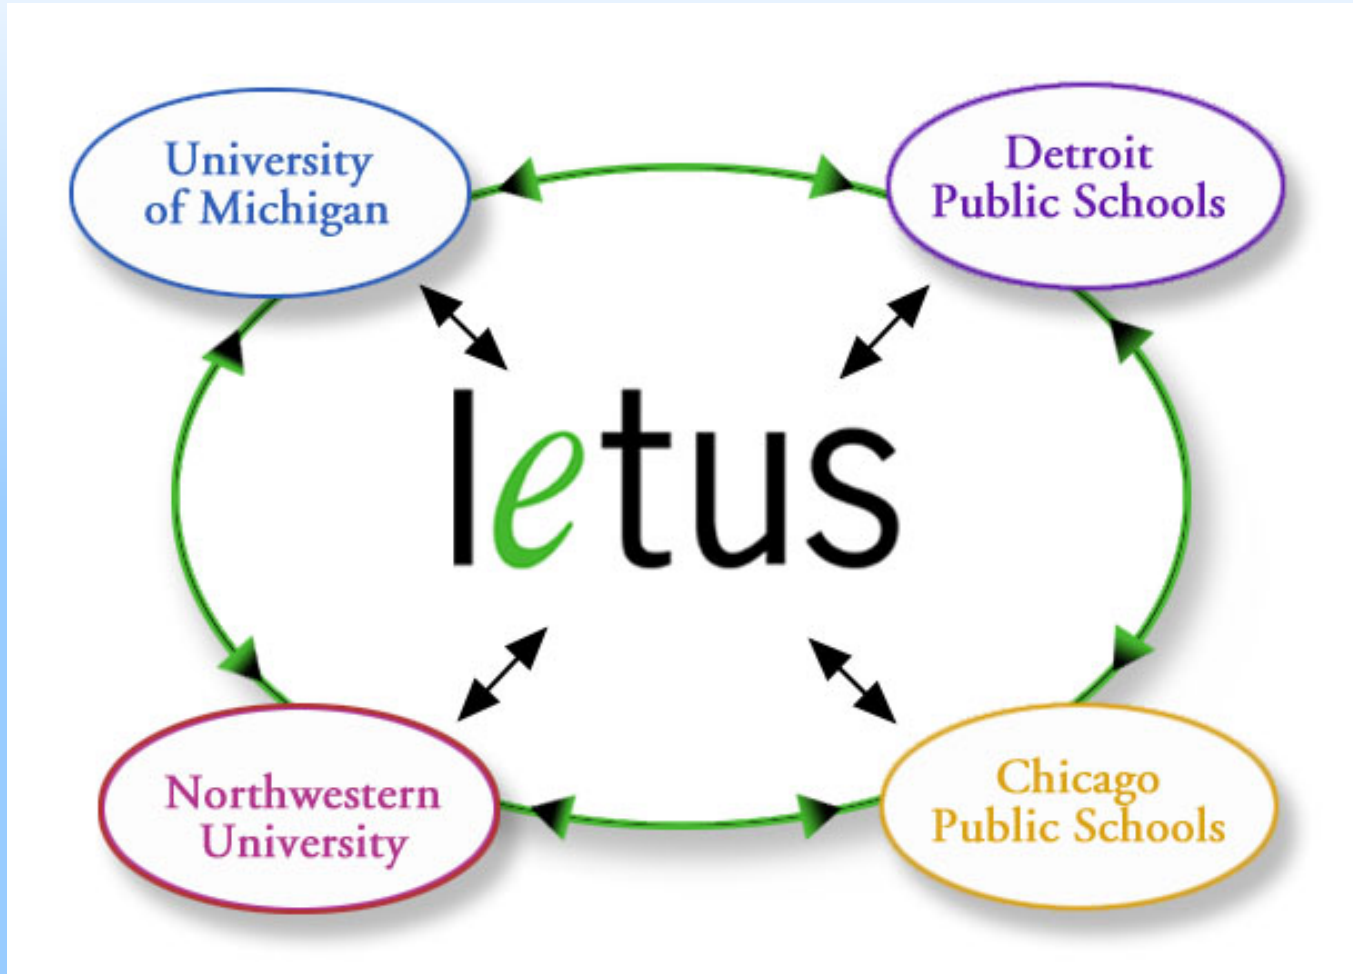 University
of Michigan
Detroit
Public Schools
letus
Northwestern
University
Chicago
Public Schools